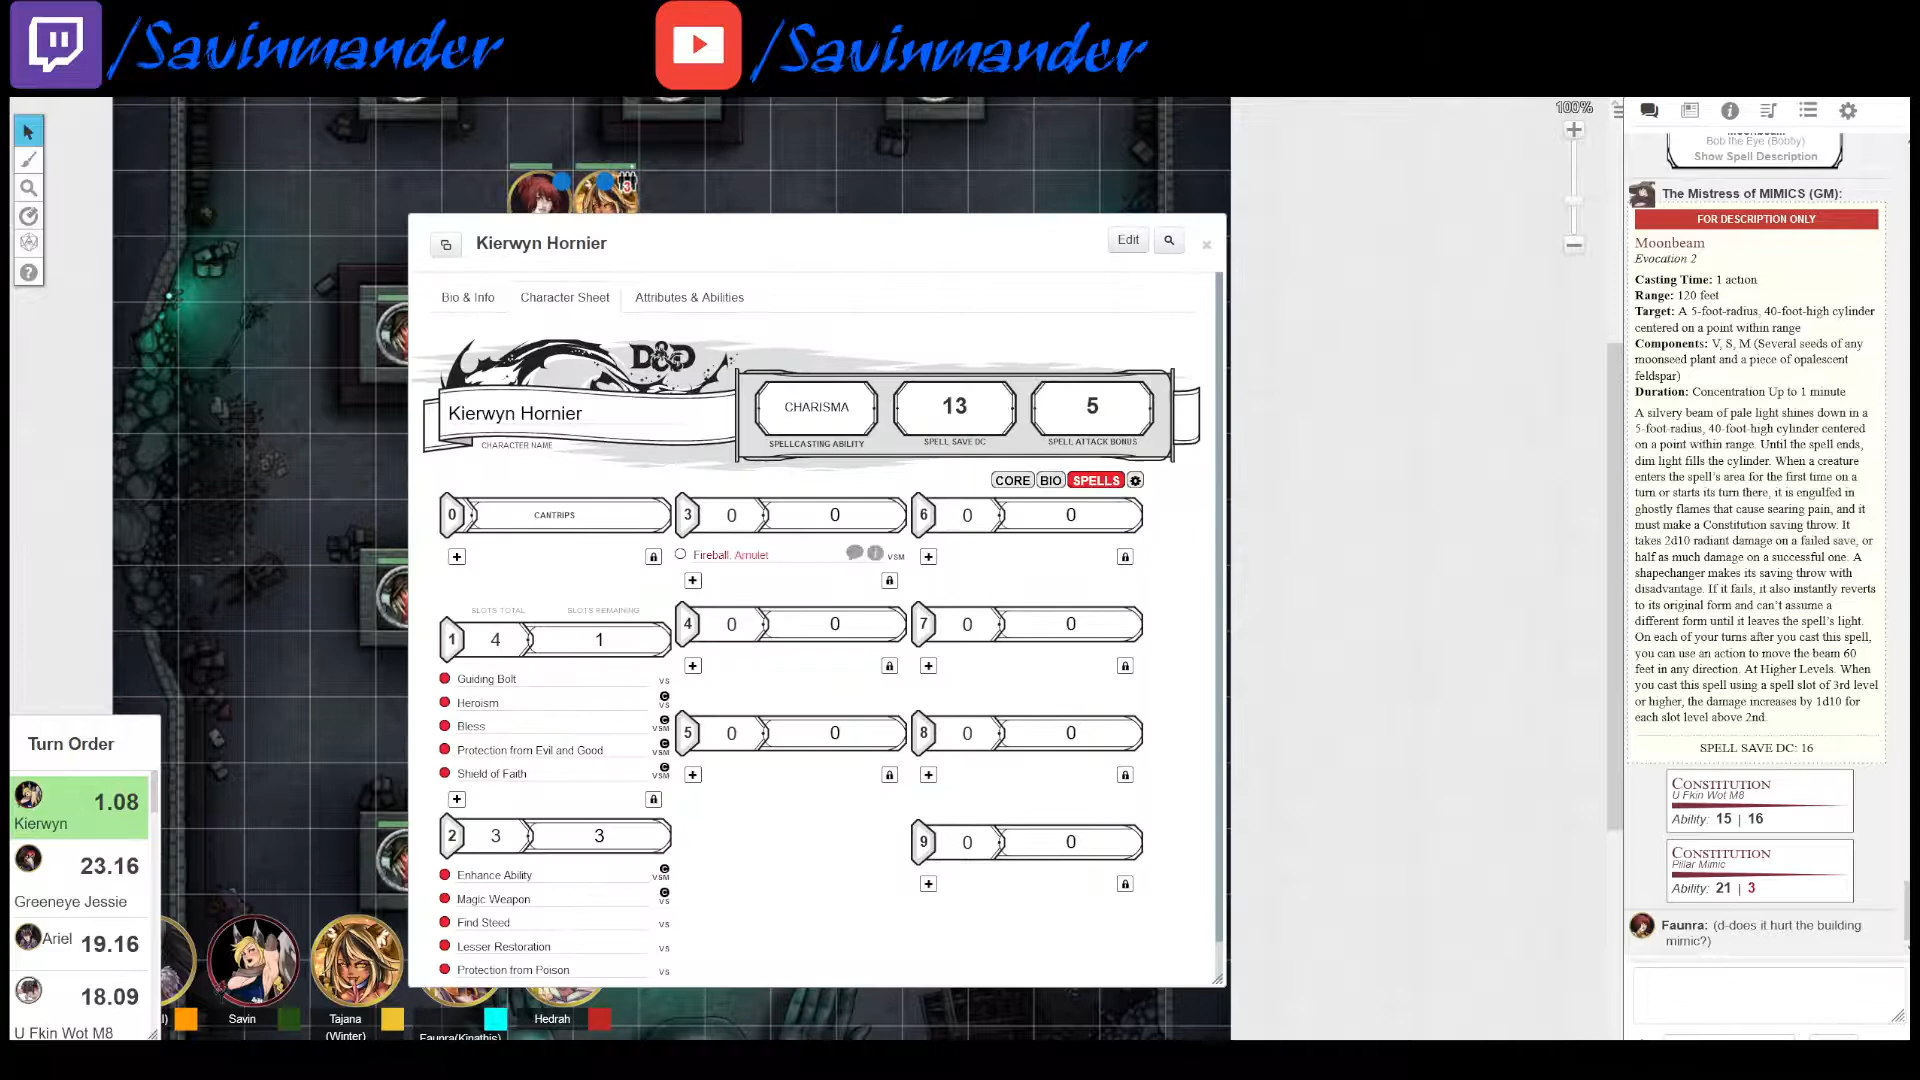 /Savinmander
/Savinmander
100%
Bob the Eye (Bobby)
Show Spell Description
The Mistress of MIMICS (GM):
FOR DESCRIPTION ONLY
Moonbeam
Evocation 2
Casting Time: 1 action
Range: 120 feet
Target: A 5-foot-radius, 40-foot-high cylinder
centered on a point within range
Components: V, S, M (Several seeds of any
moonseed plant and a piece of opalescent
feldspar)
Duration: Concentration Up to 1 minute
A silvery beam of pale light shines down in a
5-foot-radius, 40-foot-high cylinder centered
on a point within range. Until the spell ends,
dim light fills the cylinder. When a creature
enters the spell's area for the first time on a
turn or starts its turn there, it is engulfed in
ghostly flames that cause searing pain, and it
must make a Constitution saving throw. It
takes 2d10 radiant damage on a failed save, or
half as much damage on a successful one. A
shapechanger makes its saving throw with
disadvantage. If it fails, it also instantly reverts
to its original form and can't assume a
different form until it leaves the spell's light.
On each of your turns after you cast this spell,
you can use an action to move the beam 60
feet in any direction. At Higher Levels. When
you cast this spell using a spell slot of 3rd level
or higher, the damage increases by 1d10 for
each slot level above 2nd.
SPELL SAVE DC: 16
CONSTITUTION
U Fkin Wot M8
Ability: 15 | 16
CONSTITUTION
Pillar Mimic
Ability: 21 | 3
Faunra: (d-does it hurt the building
mimic?)
3
Kierwyn Hornier
Edit
Bio & Info
Character Sheet
Attributes & Abilities
D&D
Kierwyn Hornier
CHARACTER NAME
CHARISMA
SPELLCASTING ABILITY
13
SPELL SAVE DC
5
SPELL ATTACK BONUS
CORE
BIO
SPELLS
0
CANTRIPS
+
SLOTS TOTAL
SLOTS REMAINING
1 4 1
Guiding Bolt VS
Heroism C VS
Bless C VSM
Protection from Evil and Good C VSM
Shield of Faith C VSM
+
2 3 3
Enhance Ability C VSM
Magic Weapon C VS
Find Steed VS
Lesser Restoration VS
Protection from Poison VS
3 0 0
Fireball, Amulet VSM
+
4 0 0
+
5 0 0
+
6 0 0
+
7 0 0
+
8 0 0
+
9 0 0
+
Turn Order
1.08
Kierwyn
23.16
Greeneye Jessie
Ariel 19.16
18.09
U Fkin Wot M8
Savin
Tajana
(Winter)
Faunra(Kinathis)
Hedrah